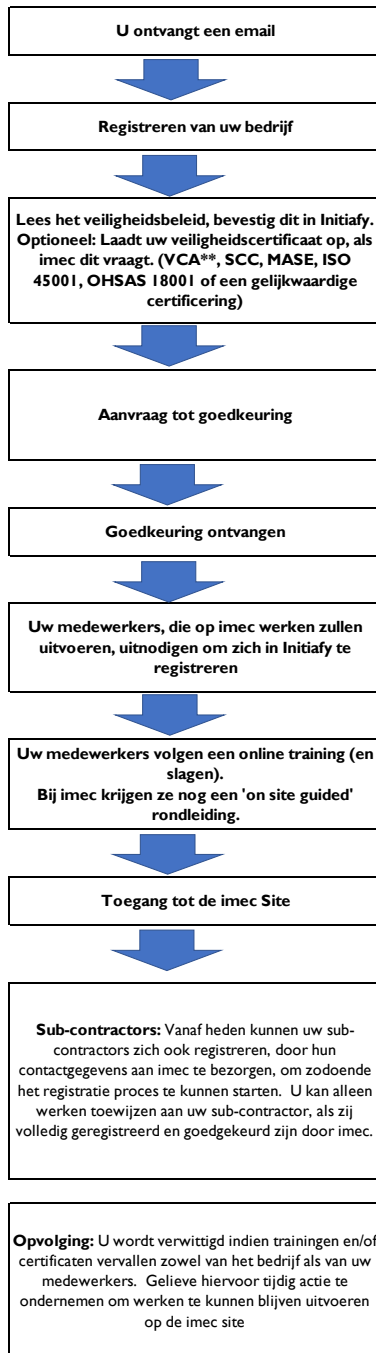 U ontvangt een email
Registreren van uw bedrijf
Lees het veiligheidsbeleid, bevestig dit in Initiafy.
Optioneel: Laadt uw veiligheidscertificaat op, als
imec dit vraagt. (VCA**, SCC, MASE, ISO
45001, OHSAS 18001 of een gelijkwaardige
certificering)
Aanvraag tot goedkeuring
Goedkeuring ontvangen
Uw medewerkers, die op imec werken zullen
uitvoeren, uitnodigen om zich in Initiafy te
registreren
Uw medewerkers volgen een online training (en
slagen).
Bij imec krijgen ze nog een 'on site guided'
rondleiding.
Toegang tot de imec Site
Sub-contractors: Vanaf heden kunnen uw sub-
contractors zich ook registreren, door hun
contactgegevens aan imec te bezorgen, om zodoende
het registratie proces te kunnen starten. U kan alleen
werken toewijzen aan uw sub-contractor, als zij
volledig geregistreerd en goedgekeurd zijn door imec.
Opvolging: U wordt verwittigd indien trainingen en/of
certificaten vervallen zowel van het bedrijf als van uw
medewerkers. Gelieve hiervoor tijdig actie te
ondernemen om werken te kunnen blijven uitvoeren
op de imec site